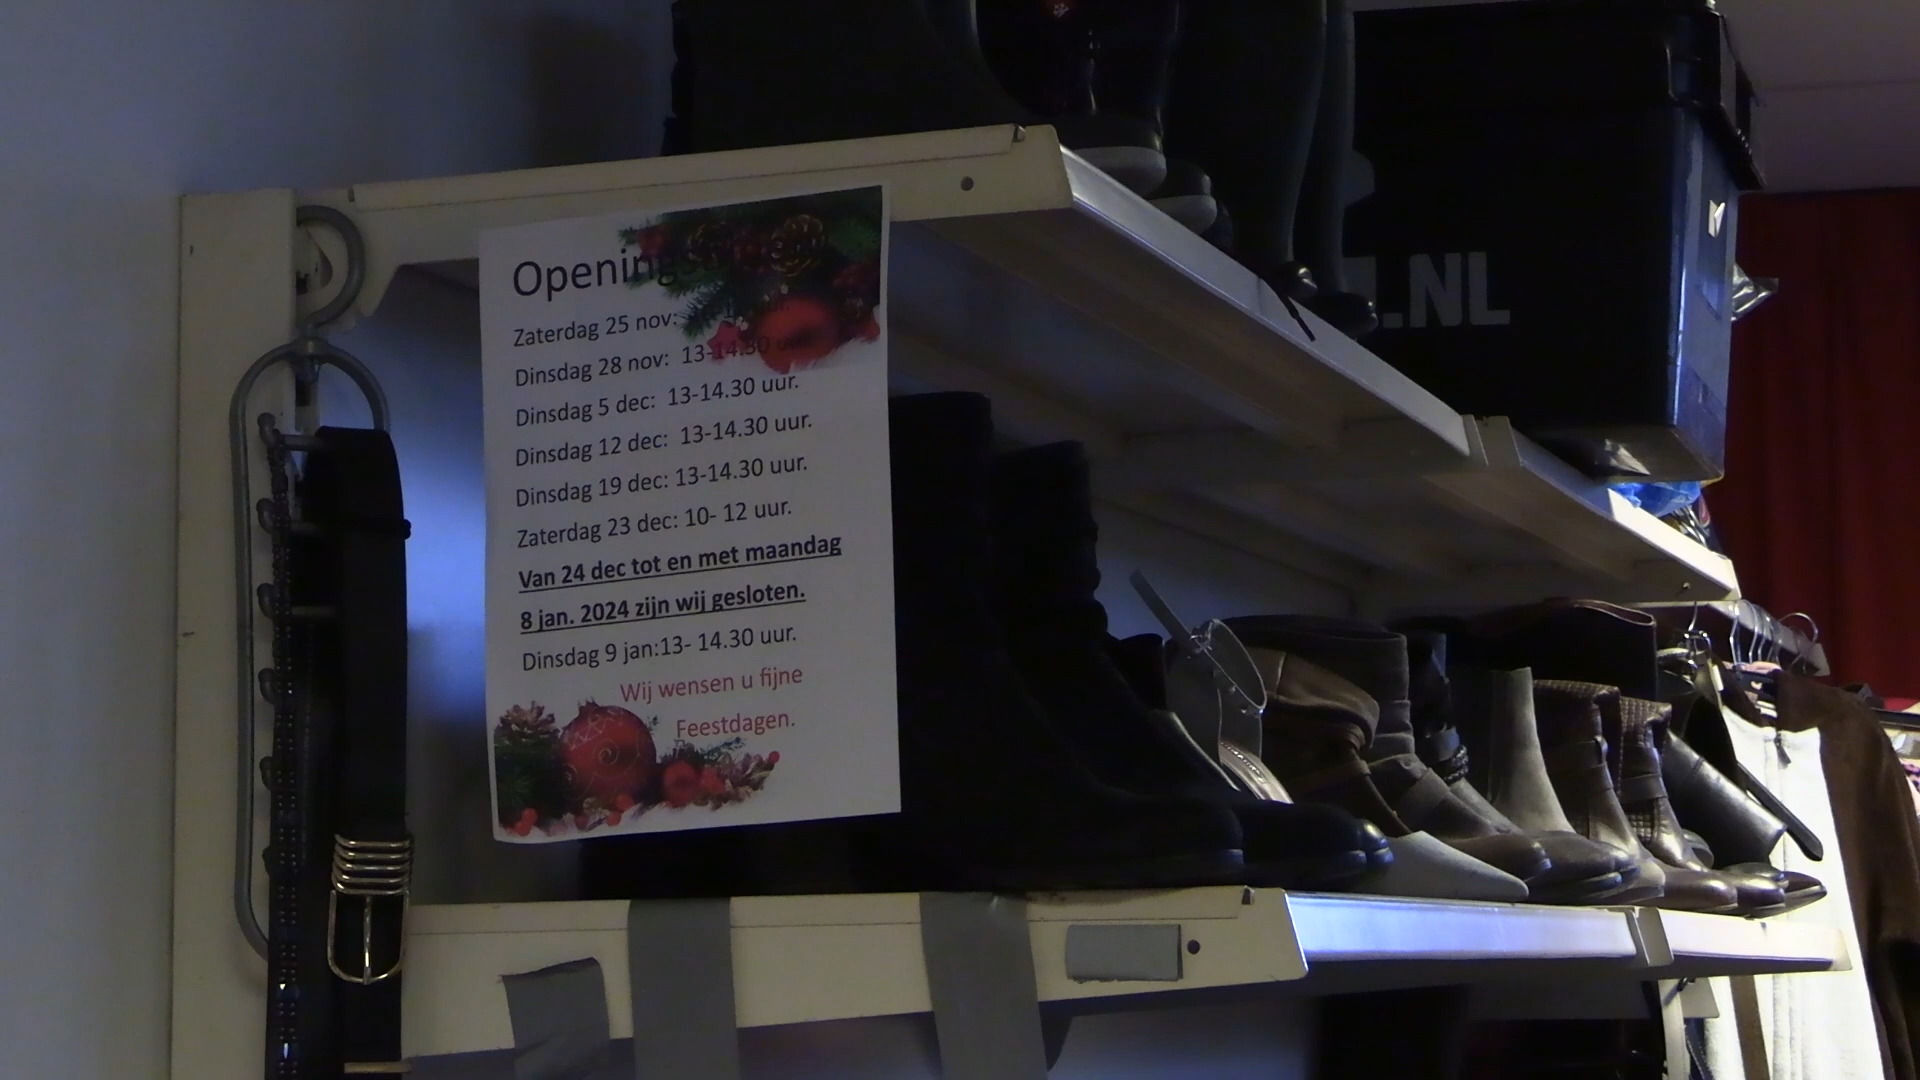 Opening
Zaterdag 25 nov:
Dinsdag 28 nov: 13-14.30 uur.
Dinsdag 5 dec: 13-14.30 uur.
Dinsdag 12 dec: 13-14.30 uur.
Dinsdag 19 dec: 13-14.30 uur.
Zaterdag 23 dec: 10- 12 uur.
Van 24 dec tot en met maandag
8 jan. 2024 zijn wij gesloten.
Dinsdag 9 jan:13- 14.30 uur.
Wij wensen u fijne
Feestdagen.
.NL